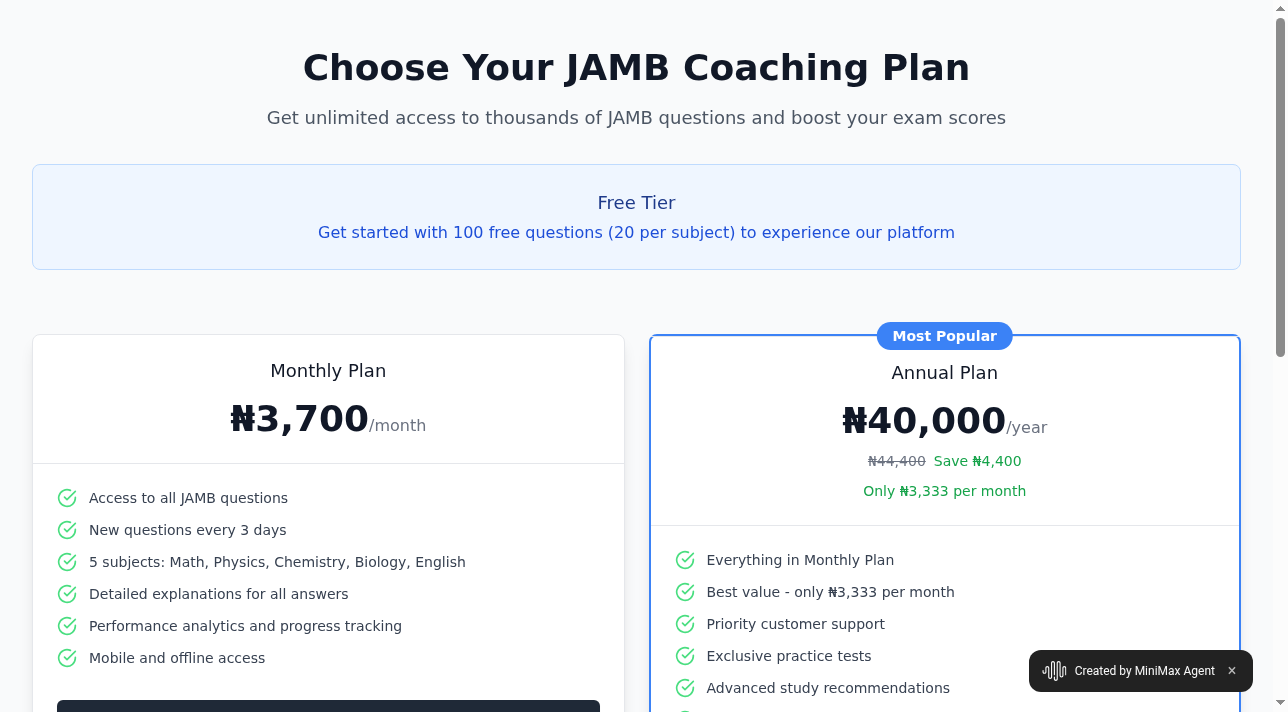 Choose Your JAMB Coaching Plan
Get unlimited access to thousands of JAMB questions and boost your exam scores
Free Tier
Get started with 100 free questions (20 per subject) to experience our platform
Monthly Plan
₦3,700/month
Access to all JAMB questions
New questions every 3 days
5 subjects: Math, Physics, Chemistry, Biology, English
Detailed explanations for all answers
Performance analytics and progress tracking
Mobile and offline access
Most Popular
Annual Plan
₦40,000/year
₦44,400 Save ₦4,400
Only ₦3,333 per month
Everything in Monthly Plan
Best value - only ₦3,333 per month
Priority customer support
Exclusive practice tests
Advanced study recommendations
Created by MiniMax Agent